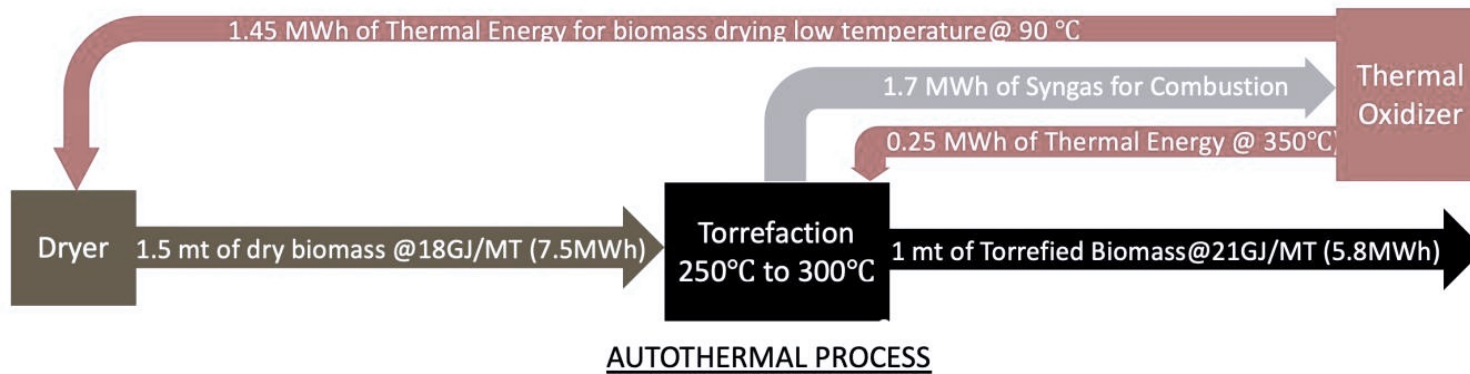 1.45 MWh of Thermal Energy for biomass drying low temperature@ 90 ℃
1.7 MWh of Syngas for Combustion
Thermal
Oxidizer
0.25 MWh of Thermal Energy @ 350℃)
Dryer
1.5 mt of dry biomass @18GJ/MT (7.5MWh)
Torrefaction
250℃ to 300℃
1 mt of Torrefied Biomass@21GJ/MT (5.8MWh)
AUTOTHERMAL PROCESS